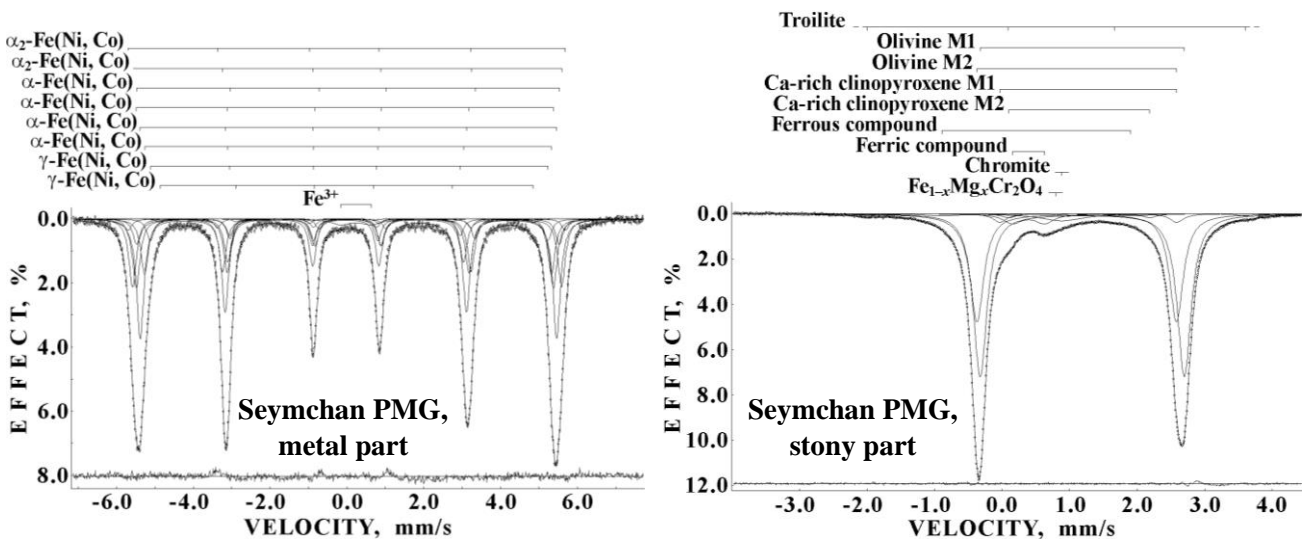 α₂-Fe(Ni, Co)
α₂-Fe(Ni, Co)
α-Fe(Ni, Co)
α-Fe(Ni, Co)
α-Fe(Ni, Co)
α-Fe(Ni, Co)
γ-Fe(Ni, Co)
γ-Fe(Ni, Co)
Fe³⁺
0.0
2.0
4.0
6.0
8.0
EFFECT, %
Seymchan PMG,
metal part
-6.0 -4.0 -2.0 0.0 2.0 4.0 6.0
VELOCITY, mm/s
Troilite
Olivine M1
Olivine M2
Ca-rich clinopyroxene M1
Ca-rich clinopyroxene M2
Ferrous compound
Ferric compound
Chromite
Fe₁₋ₓMgₓCr₂O₄
0.0
2.0
4.0
6.0
8.0
10.0
12.0
EFFECT, %
Seymchan PMG,
stony part
-3.0 -1.0 0.0 1.0 3.0 4.0
VELOCITY, mm/s